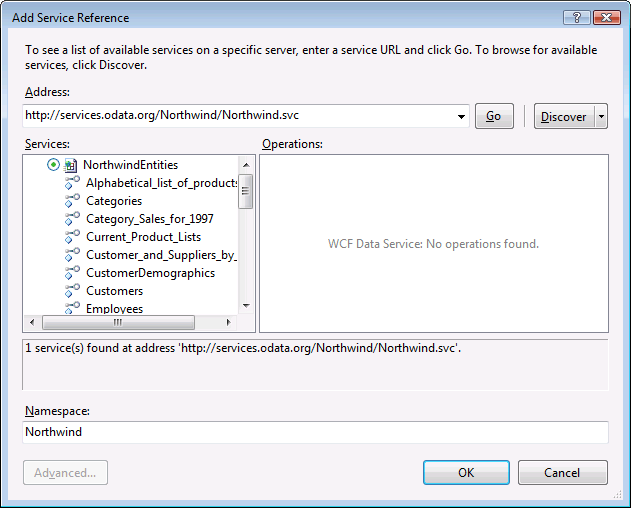 Add Service Reference
To see a list of available services on a specific server, enter a service URL and click Go. To browse for available
services, click Discover.
Address:
http://services.odata.org/Northwind/Northwind.svc
Go
Discover
Services:
Operations:
NorthwindEntities
Alphabetical_list_of_products
Categories
Category_Sales_for_1997
Current_Product_Lists
Customer_and_Suppliers_by_
CustomerDemographics
Customers
Employees
WCF Data Service: No operations found.
1 service(s) found at address 'http://services.odata.org/Northwind/Northwind.svc'.
Namespace:
Northwind
Advanced...
OK
Cancel